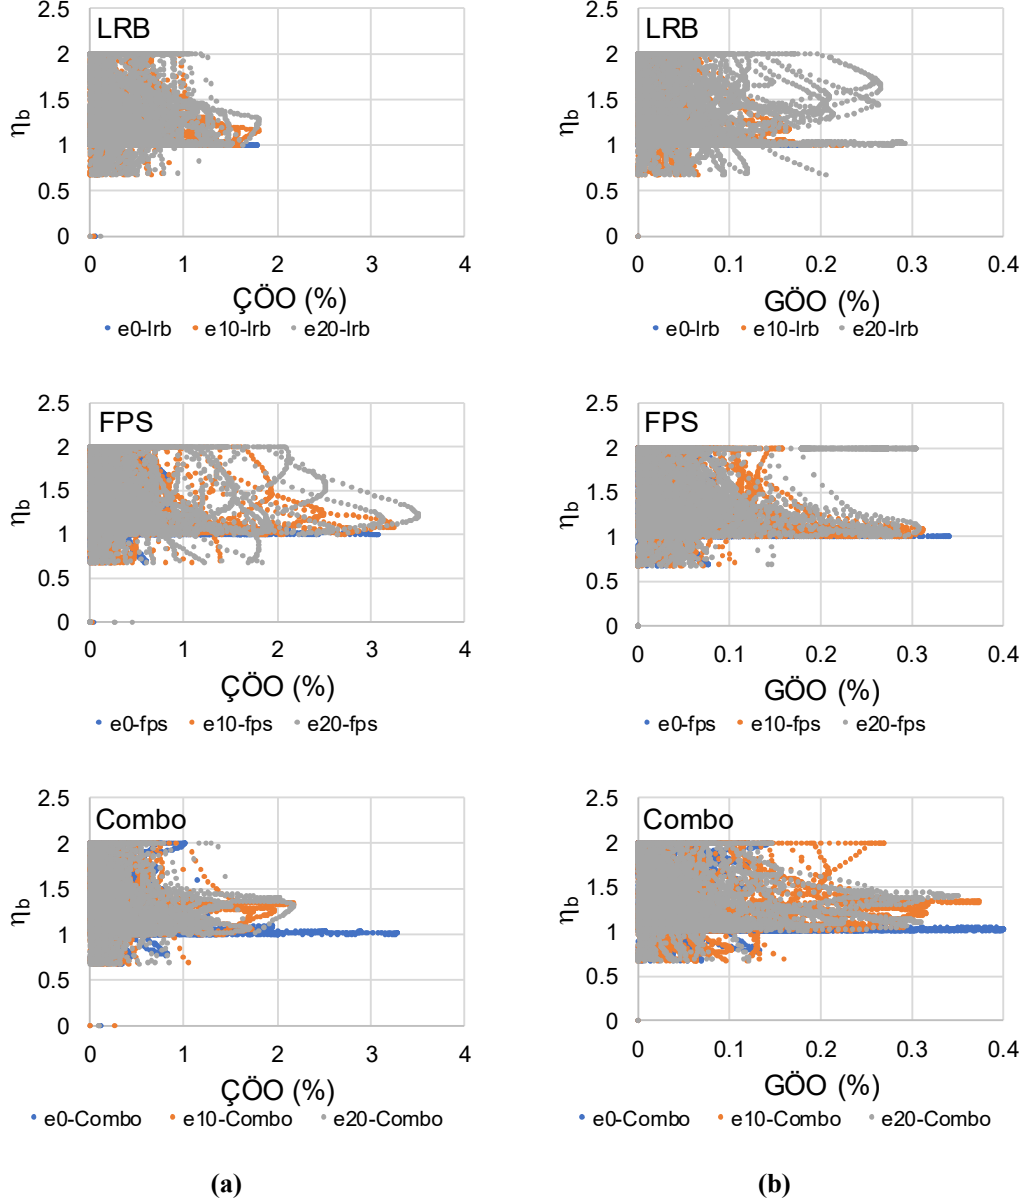 LRB
2.5
2
1.5
1
0.5
0
ηb
0 1 2 3 4
ÇÖO (%)
e0-lrb e10-lrb e20-lrb
LRB
2.5
2
1.5
1
0.5
0
ηb
0 0.1 0.2 0.3 0.4
GÖO (%)
e0-lrb e10-lrb e20-lrb
FPS
2.5
2
1.5
1
0.5
0
ηb
0 1 2 3 4
ÇÖO (%)
e0-fps e10-fps e20-fps
FPS
2.5
2
1.5
1
0.5
0
ηb
0 0.1 0.2 0.3 0.4
GÖO (%)
e0-fps e10-fps e20-fps
Combo
2.5
2
1.5
1
0.5
0
ηb
0 1 2 3 4
ÇÖO (%)
e0-Combo e10-Combo e20-Combo
Combo
2.5
2
1.5
1
0.5
0
ηb
0 0.1 0.2 0.3 0.4
GÖO (%)
e0-Combo e10-Combo e20-Combo
(a)
(b)